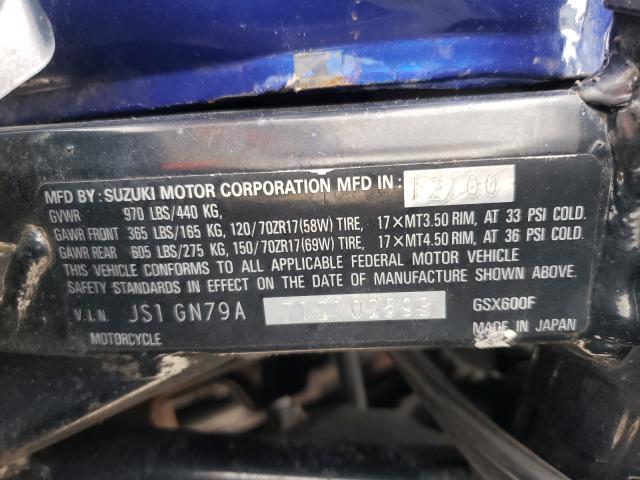 MFD BY : SUZUKI MOTOR CORPORATION MFD IN : 12/00
GVWR 970 LBS/440 KG,
GAWR FRONT 365 LBS/165 KG, 120/70ZR17(58W) TIRE, 17×MT3.50 RIM, AT 33 PSI COLD.
GAWR REAR 605 LBS/275 KG, 150/70ZR17(69W) TIRE, 17×MT4.50 RIM, AT 36 PSI COLD.
THIS VEHICLE CONFORMS TO ALL APPLICABLE FEDERAL MOTOR VEHICLE
SAFETY STANDARDS IN EFFECT ON THE DATE OF MANUFACTURE SHOWN ABOVE.
V.I.N. JS1GN79A 712102593 GSX600F
MOTORCYCLE MADE IN JAPAN